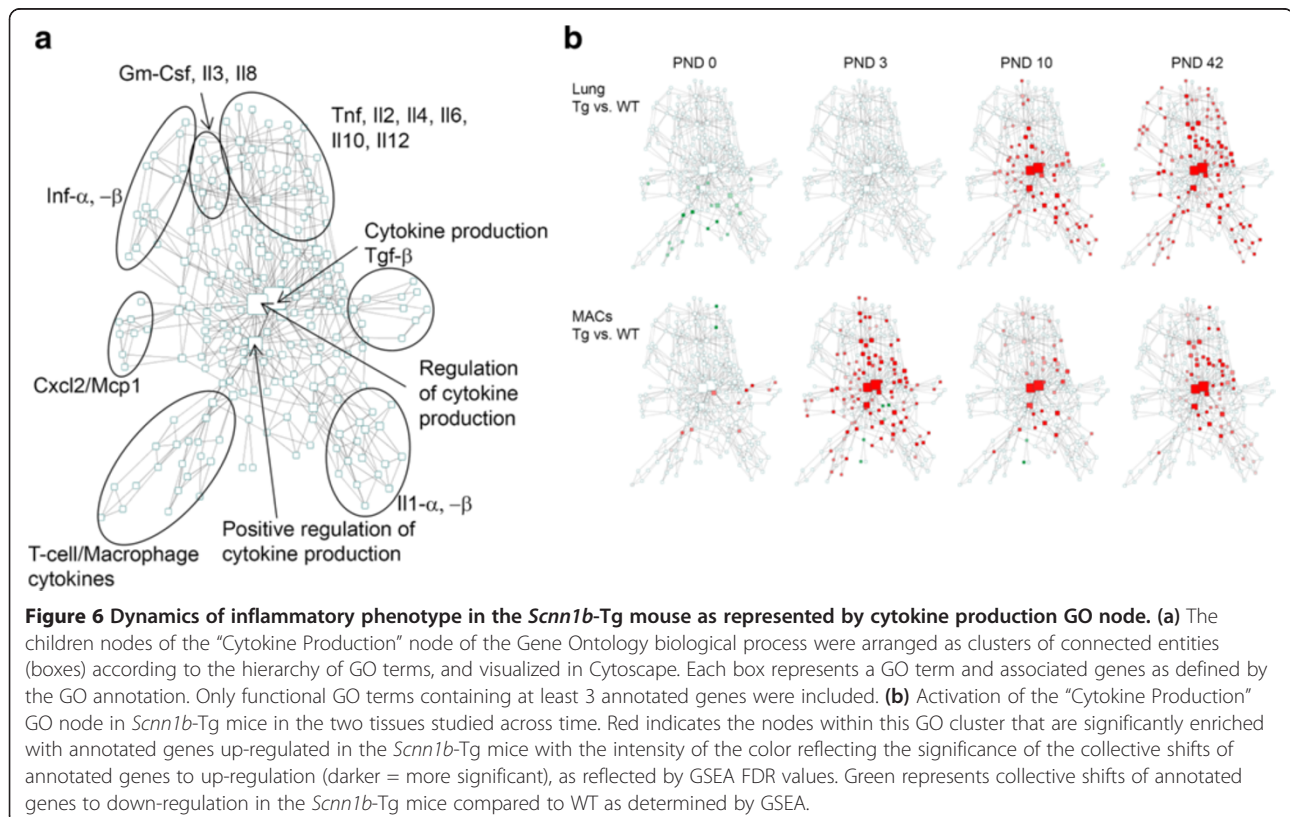 a
Gm-Csf, Il3, Il8
Tnf, Il2, Il4, Il6,
Il10, Il12
Inf-α, –β
Cytokine production
Tgf-β
Cxcl2/Mcp1
Regulation
of cytokine
production
Il1-α, –β
Positive regulation of
cytokine production
T-cell/Macrophage
cytokines
b
PND 0
PND 3
PND 10
PND 42
Lung
Tg vs. WT
MACs
Tg vs. WT
Figure 6 Dynamics of inflammatory phenotype in the Scnn1b-Tg mouse as represented by cytokine production GO node. (a) The
children nodes of the “Cytokine Production” node of the Gene Ontology biological process were arranged as clusters of connected entities
(boxes) according to the hierarchy of GO terms, and visualized in Cytoscape. Each box represents a GO term and associated genes as defined by
the GO annotation. Only functional GO terms containing at least 3 annotated genes were included. (b) Activation of the “Cytokine Production”
GO node in Scnn1b-Tg mice in the two tissues studied across time. Red indicates the nodes within this GO cluster that are significantly enriched
with annotated genes up-regulated in the Scnn1b-Tg mice with the intensity of the color reflecting the significance of the collective shifts of
annotated genes to up-regulation (darker = more significant), as reflected by GSEA FDR values. Green represents collective shifts of annotated
genes to down-regulation in the Scnn1b-Tg mice compared to WT as determined by GSEA.